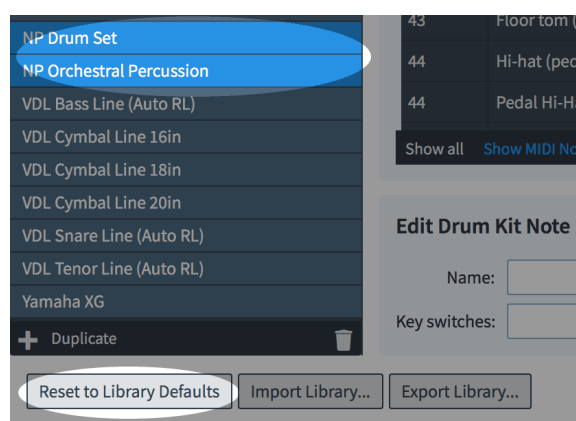 NP Drum Set
NP Orchestral Percussion
VDL Bass Line (Auto RL)
VDL Cymbal Line 16in
VDL Cymbal Line 18in
VDL Cymbal Line 20in
VDL Snare Line (Auto RL)
VDL Tenor Line (Auto RL)
Yamaha XG
Duplicate
43 Floor tom (
44 Hi-hat (ped
44 Pedal Hi-H
Show all Show MIDI No
Edit Drum Kit Note
Name:
Key switches:
Reset to Library Defaults Import Library... Export Library...